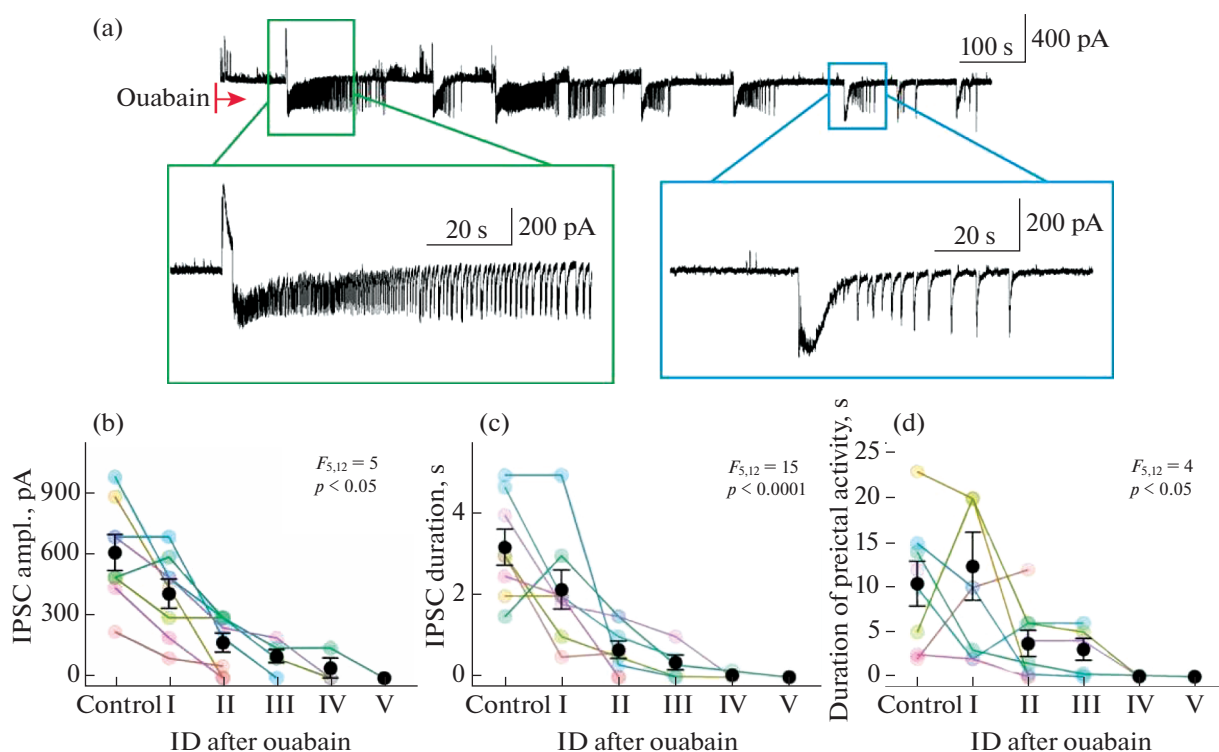 (a)
100 s
400 pA
Ouabain
20 s
200 pA
20 s
200 pA
(b)
IPSC ampl., pA
900
600
300
0
F5,12 = 5
p < 0.05
Control I II III IV V
ID after ouabain
(c)
IPSC duration, s
4
2
0
F5,12 = 15
p < 0.0001
Control I II III IV V
ID after ouabain
(d)
Duration of preictal activity, s
25
20
15
10
5
0
F5,12 = 4
p < 0.05
Control I II III IV V
ID after ouabain